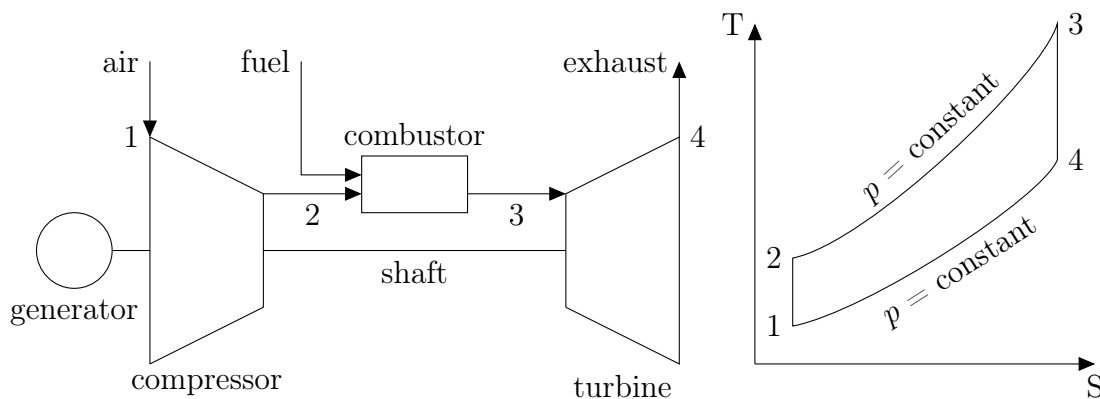 air
fuel
exhaust
1
combustor
4
2
3
shaft
generator
compressor
turbine
T
3
p = constant
4
2
p = constant
1
S